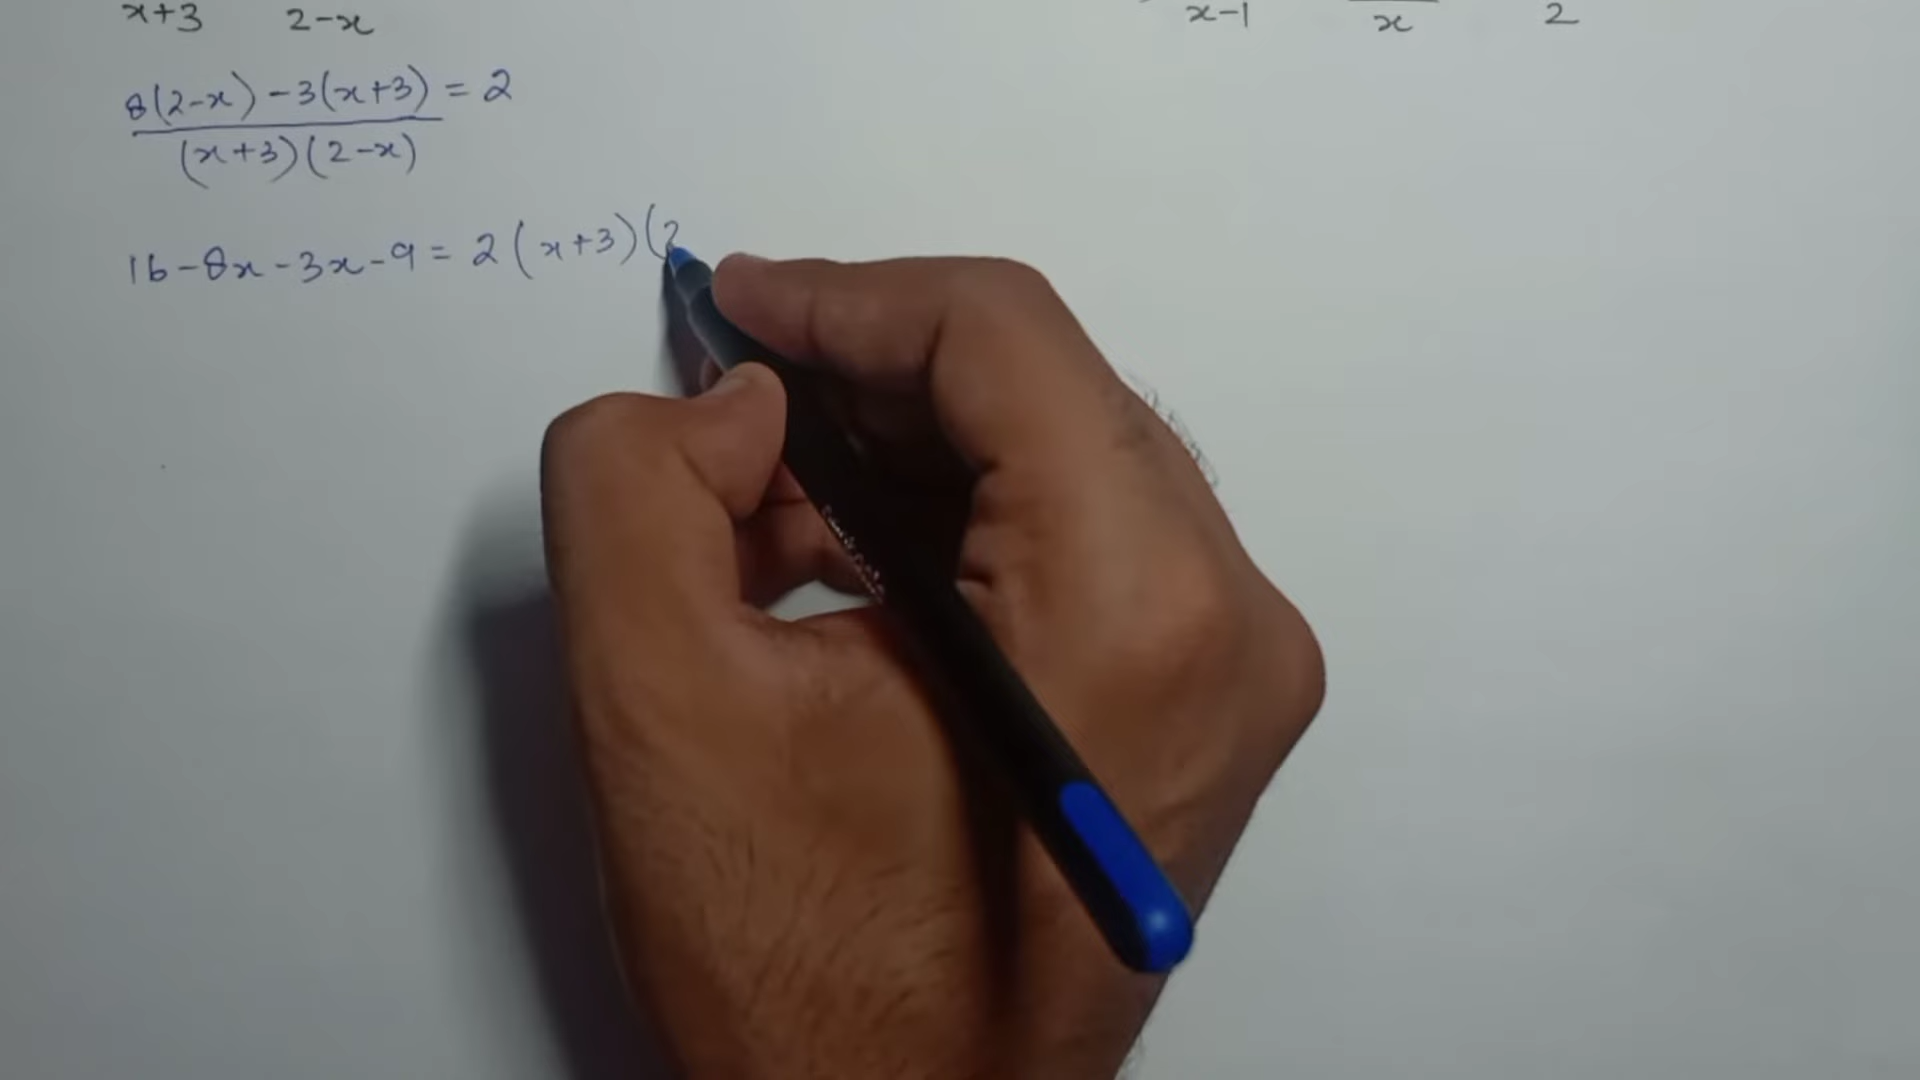 x+3 2-x
x-1 x 2
8(2-x) -3(x+3) = 2
(x+3)(2-x)
16-8x-3x-9 = 2(x+3)(2